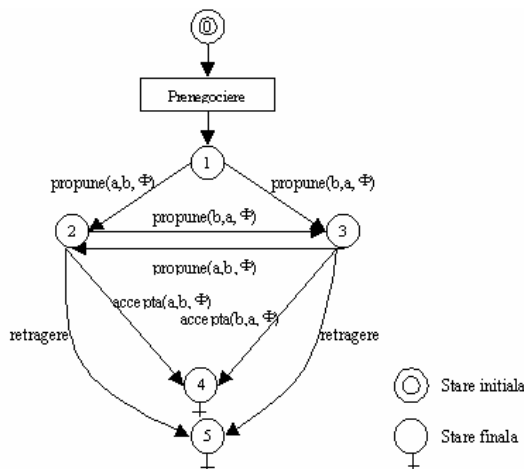 0
Prenegociere
1
propune(a,b, Φ)
propune(b,a, Φ)
2
propune(b,a, Φ)
3
propune(a,b, Φ)
accepta(a,b, Φ)
accepta(b,a, Φ)
retragere
retragere
4
Stare initiala
5
Stare finala